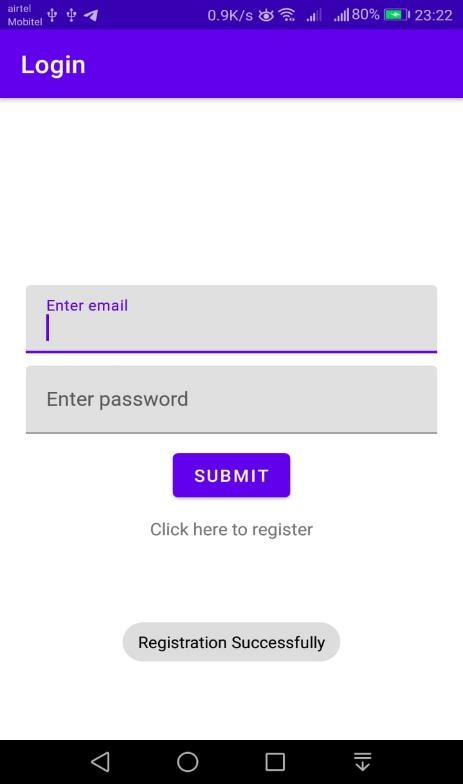 airtel
Mobitel
0.9K/s 80% 23:22
Login
Enter email
Enter password
SUBMIT
Click here to register
Registration Successfully